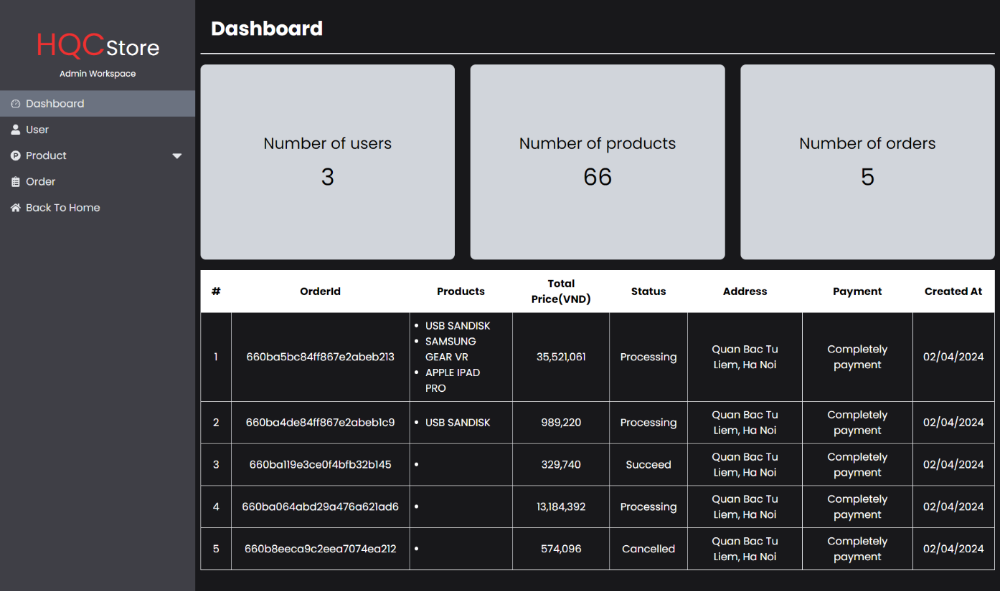 HQCStore
Admin Workspace
Dashboard
User
Product
Order
Back To Home
Dashboard
Number of users
3
Number of products
66
Number of orders
5
# OrderId Products Total Price(VND) Status Address Payment Created At
1 660ba5bc84ff867e2abeb213
• USB SANDISK
• SAMSUNG
GEAR VR
• APPLE IPAD
PRO
35,521,061 Processing
Quan Bac Tu
Liem, Ha Noi
Completely
payment
02/04/2024
2 660ba4de84ff867e2abeb1c9
• USB SANDISK
989,220 Processing
Quan Bac Tu
Liem, Ha Noi
Completely
payment
02/04/2024
3 660ba119e3ce0f4bfb32b145
•
329,740 Succeed
Quan Bac Tu
Liem, Ha Noi
Completely
payment
02/04/2024
4 660ba064abd29a476a621ad6
•
13,184,392 Processing
Quan Bac Tu
Liem, Ha Noi
Completely
payment
02/04/2024
5 660b8eeca9c2eea7074ea212
•
574,096 Cancelled
Quan Bac Tu
Liem, Ha Noi
Completely
payment
02/04/2024